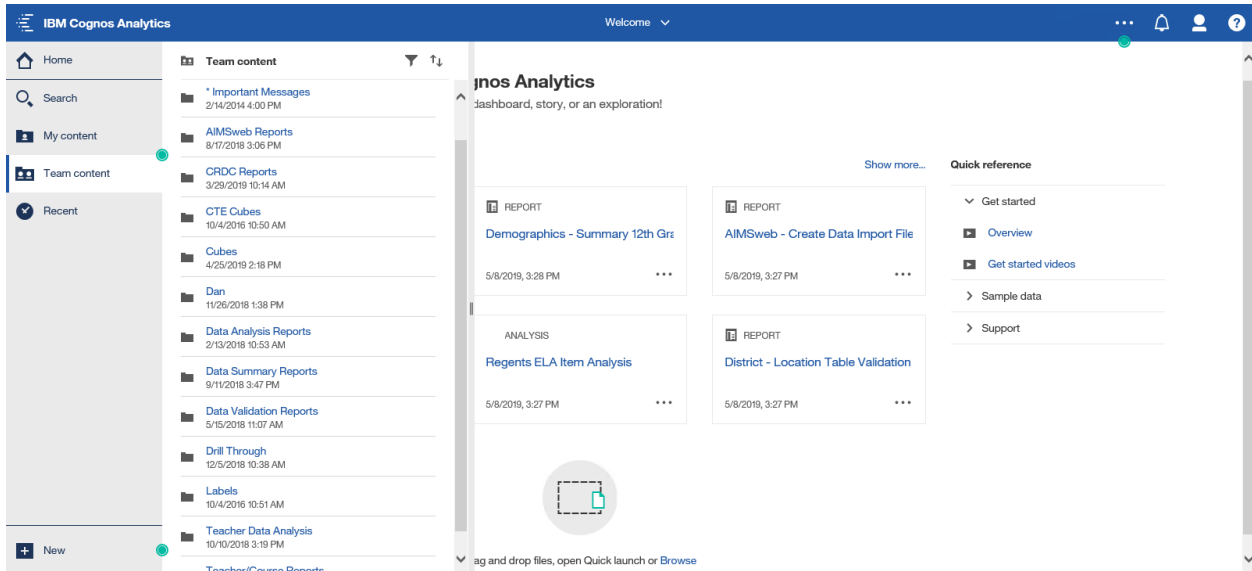 IBM Cognos Analytics
Welcome
Home
Search
My content
Team content
Recent
New
Team content
* Important Messages
2/14/2014 4:00 PM
AIMSweb Reports
8/17/2018 3:06 PM
CRDC Reports
3/29/2019 10:14 AM
CTE Cubes
10/4/2016 10:50 AM
Cubes
4/25/2019 2:18 PM
Dan
11/26/2018 1:38 PM
Data Analysis Reports
2/13/2018 10:53 AM
Data Summary Reports
9/11/2018 3:47 PM
Data Validation Reports
5/15/2018 11:07 AM
Drill Through
12/5/2018 10:38 AM
Labels
10/4/2016 10:51 AM
Teacher Data Analysis
10/10/2018 3:19 PM
Teacher/Course Reports
gnos Analytics
dashboard, story, or an exploration!
Show more...
REPORT
Demographics - Summary 12th Gra
5/8/2019, 3:28 PM
REPORT
AIMSweb - Create Data Import File
5/8/2019, 3:27 PM
ANALYSIS
Regents ELA Item Analysis
5/8/2019, 3:27 PM
REPORT
District - Location Table Validation
5/8/2019, 3:27 PM
ag and drop files, open Quick launch or Browse
Quick reference
Get started
Overview
Get started videos
Sample data
Support